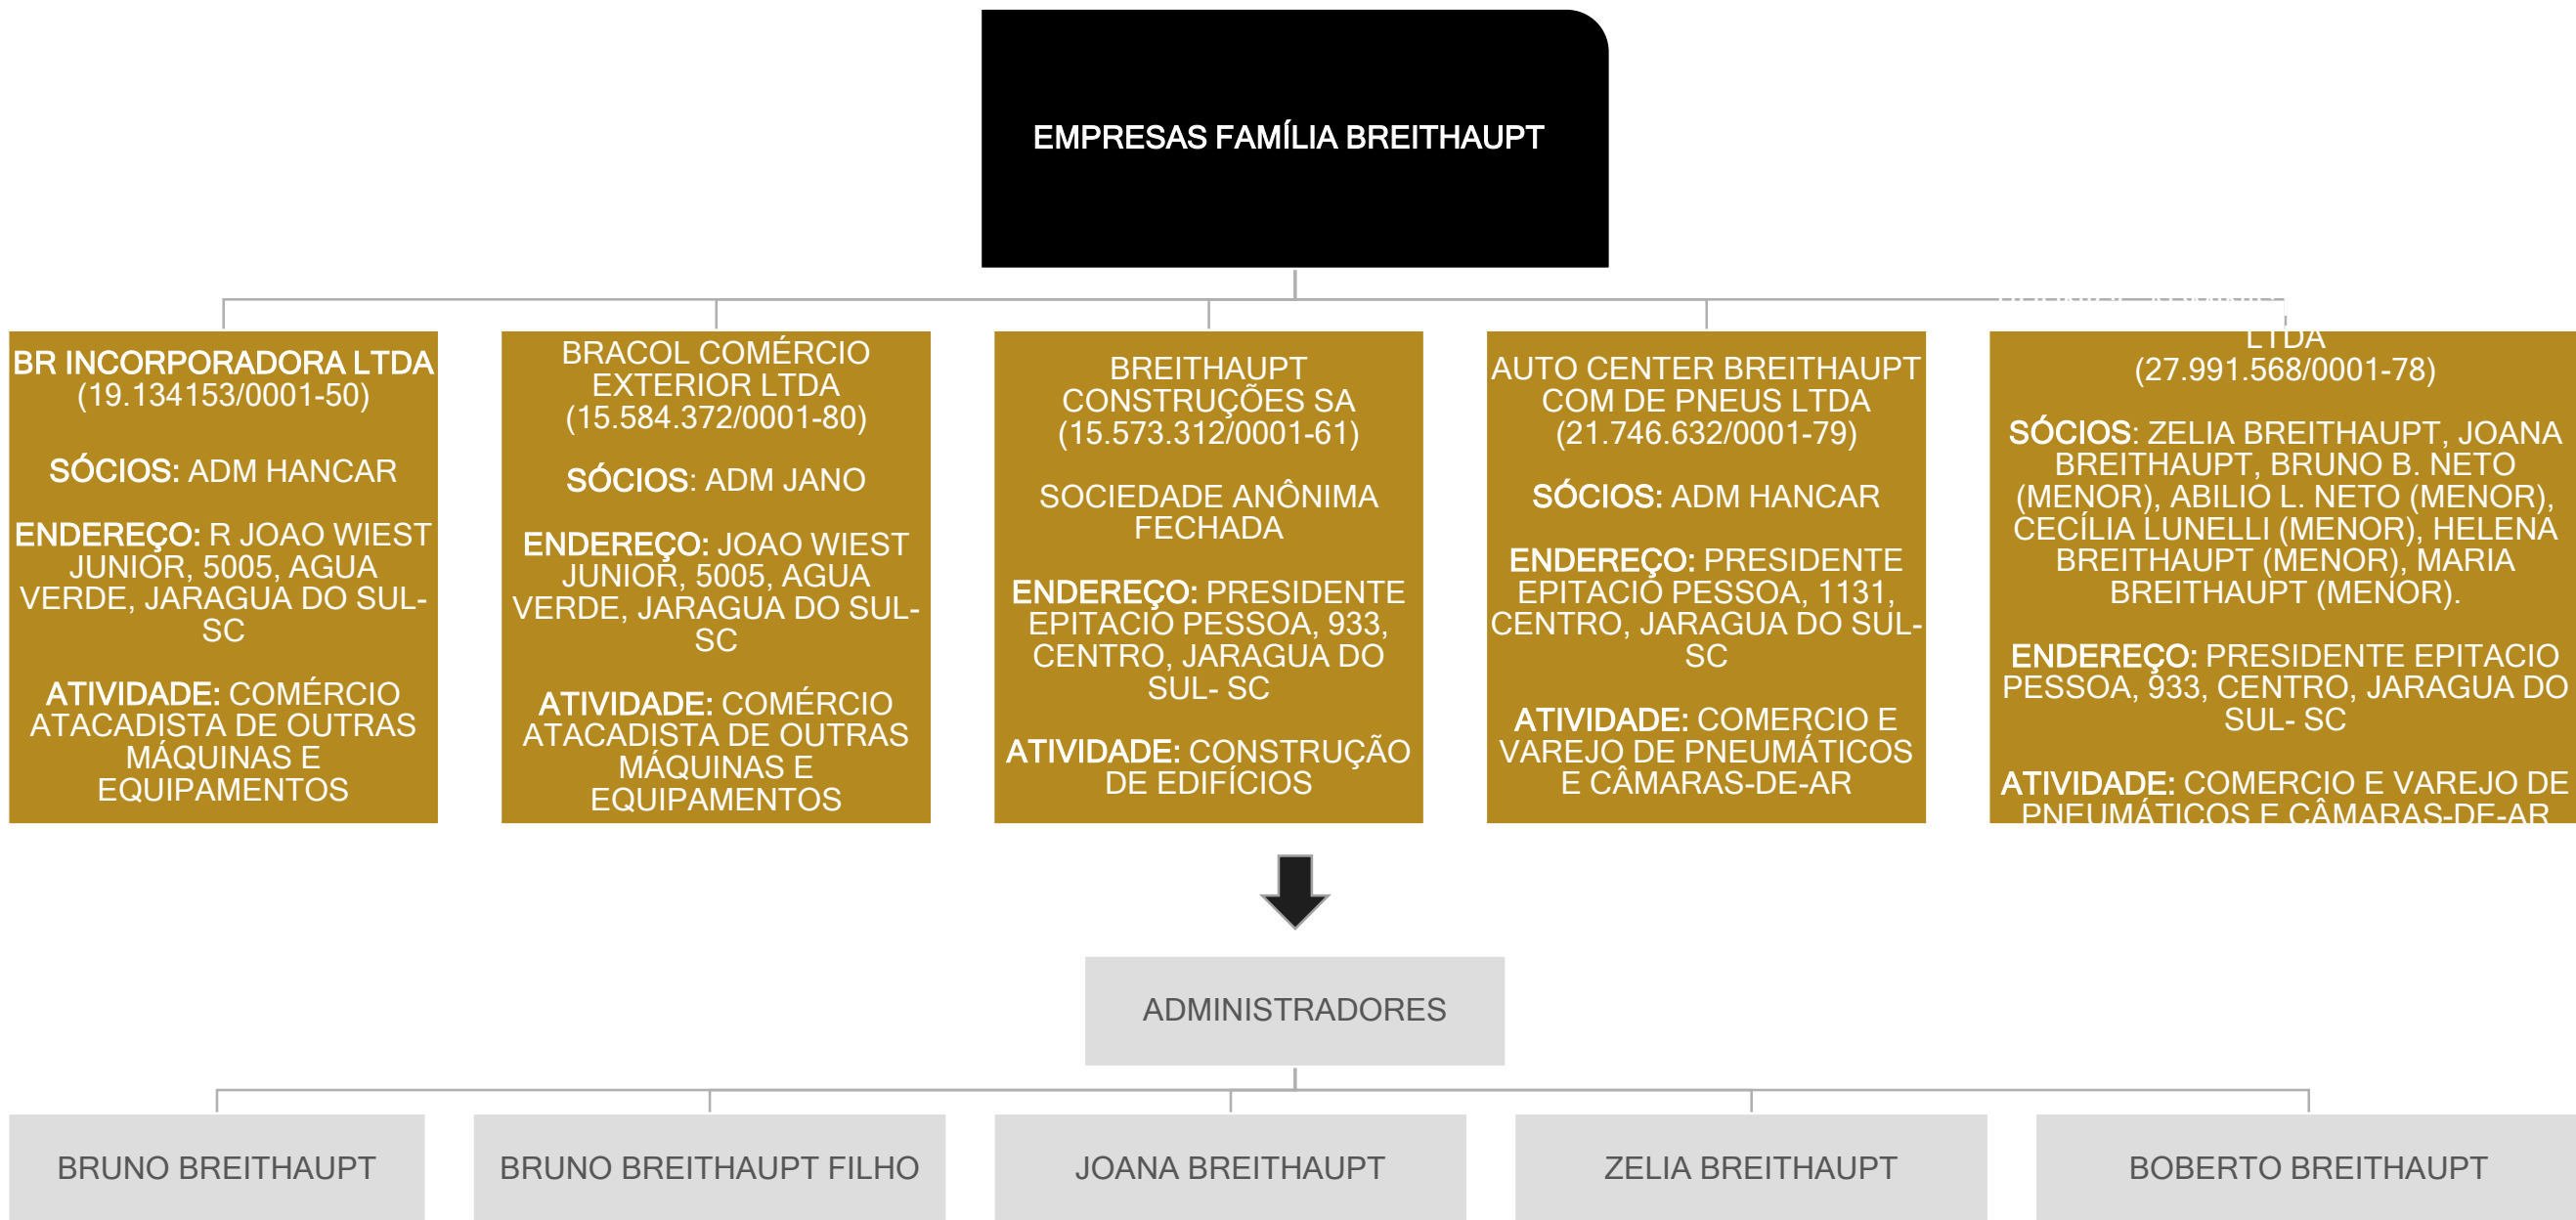 EMPRESAS FAMÍLIA BREITHAUPT
BR INCORPORADORA LTDA
(19.134153/0001-50)
SÓCIOS: ADM HANCAR
ENDEREÇO: R JOAO WIEST
JUNIOR, 5005, AGUA
VERDE, JARAGUA DO SUL-
SC
ATIVIDADE: COMÉRCIO
ATACADISTA DE OUTRAS
MÁQUINAS E
EQUIPAMENTOS
BRACOL COMÉRCIO
EXTERIOR LTDA
(15.584.372/0001-80)
SÓCIOS: ADM JANO
ENDEREÇO: JOAO WIEST
JUNIOR, 5005, AGUA
VERDE, JARAGUA DO SUL-
SC
ATIVIDADE: COMÉRCIO
ATACADISTA DE OUTRAS
MÁQUINAS E
EQUIPAMENTOS
BREITHAUPT
CONSTRUÇÕES SA
(15.573.312/0001-61)
SOCIEDADE ANÔNIMA
FECHADA
ENDEREÇO: PRESIDENTE
EPITACIO PESSOA, 933,
CENTRO, JARAGUA DO
SUL- SC
ATIVIDADE: CONSTRUÇÃO
DE EDIFÍCIOS
AUTO CENTER BREITHAUPT
COM DE PNEUS LTDA
(21.746.632/0001-79)
SÓCIOS: ADM HANCAR
ENDEREÇO: PRESIDENTE
EPITACIO PESSOA, 1131,
CENTRO, JARAGUA DO SUL-
SC
ATIVIDADE: COMERCIO E
VAREJO DE PNEUMÁTICOS
E CÂMARAS-DE-AR
LTDA
(27.991.568/0001-78)
SÓCIOS: ZELIA BREITHAUPT, JOANA
BREITHAUPT, BRUNO B. NETO
(MENOR), ABILIO L. NETO (MENOR),
CECÍLIA LUNELLI (MENOR), HELENA
BREITHAUPT (MENOR), MARIA
BREITHAUPT (MENOR).
ENDEREÇO: PRESIDENTE EPITACIO
PESSOA, 933, CENTRO, JARAGUA DO
SUL- SC
ATIVIDADE: COMERCIO E VAREJO DE
PNEUMÁTICOS E CÂMARAS-DE-AR
ADMINISTRADORES
BRUNO BREITHAUPT
BRUNO BREITHAUPT FILHO
JOANA BREITHAUPT
ZELIA BREITHAUPT
BOBERTO BREITHAUPT